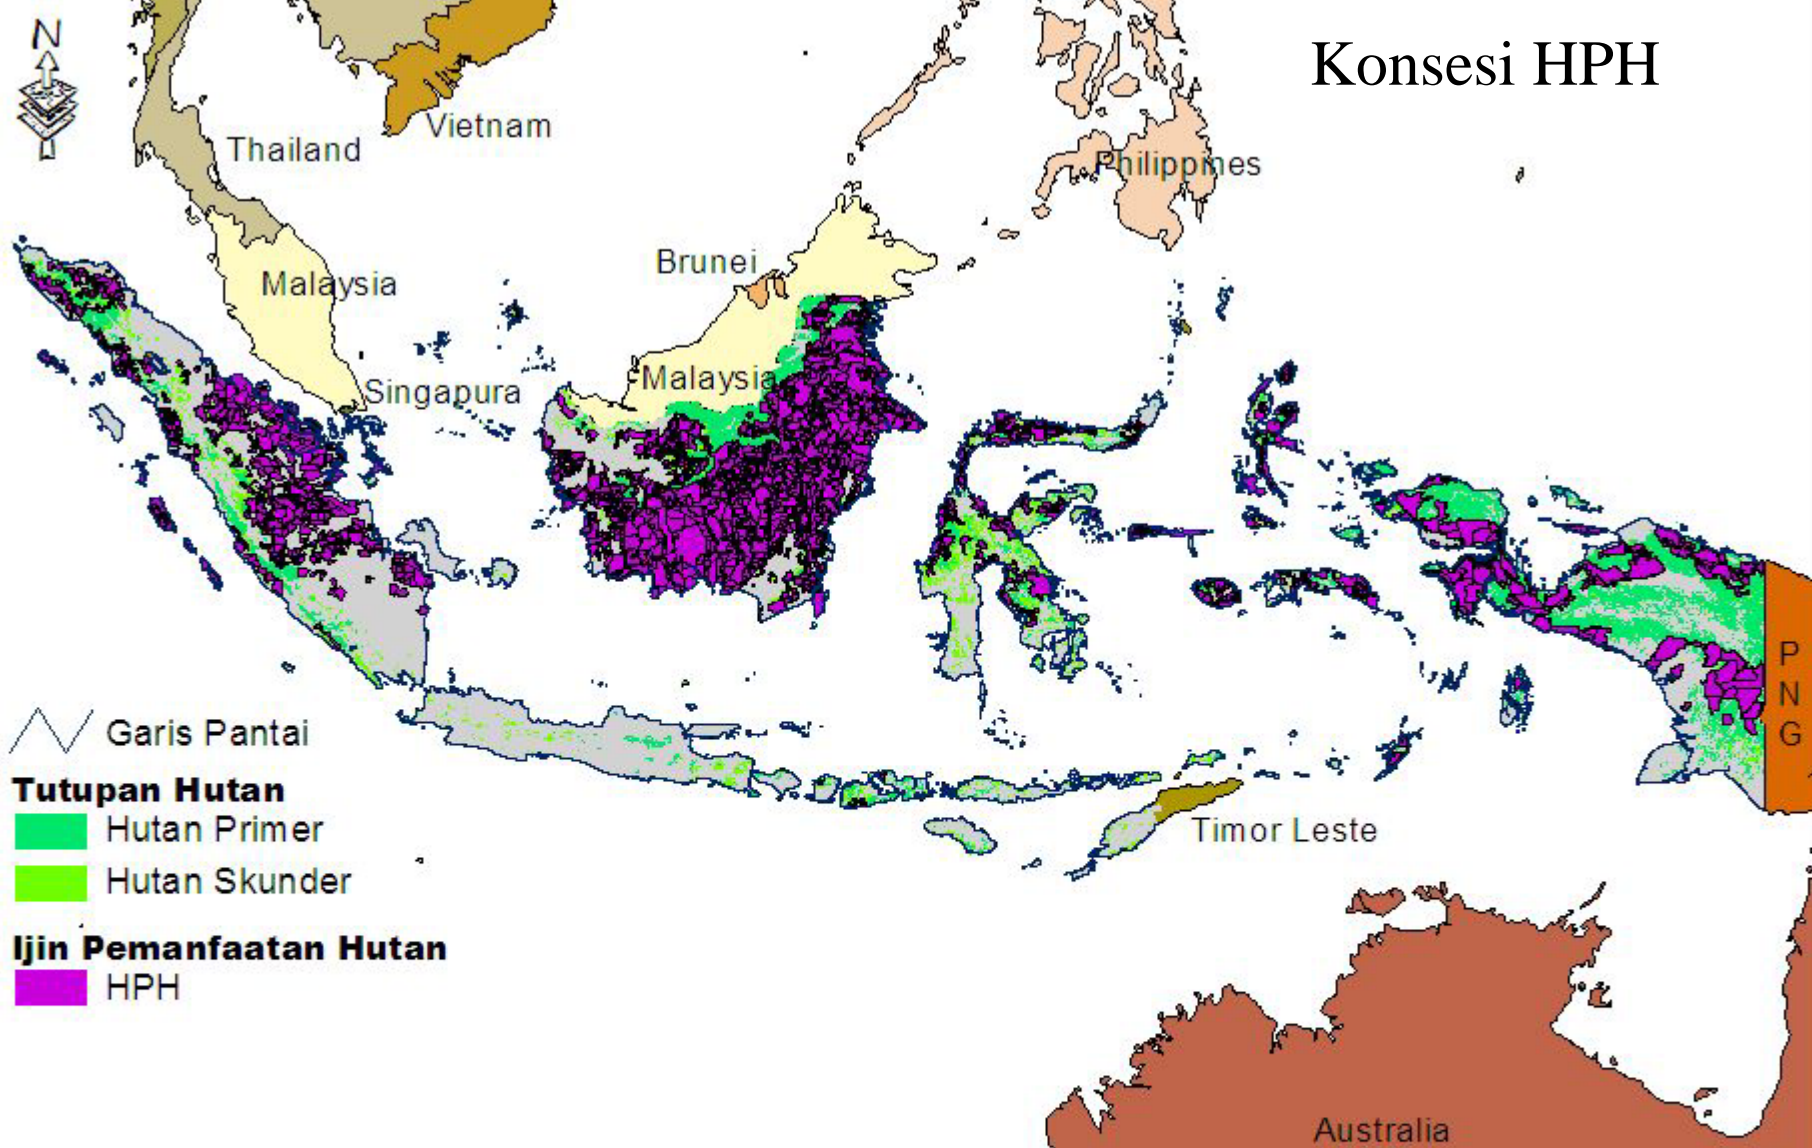 N
Konsesi HPH
Vietnam
Thailand
Philippines
Brunei
Malaysia
Malaysia
Singapura
P
N
G
Garis Pantai
Tutupan Hutan
Hutan Primer
Hutan Skunder
Timor Leste
Ijin Pemanfaatan Hutan
HPH
Australia